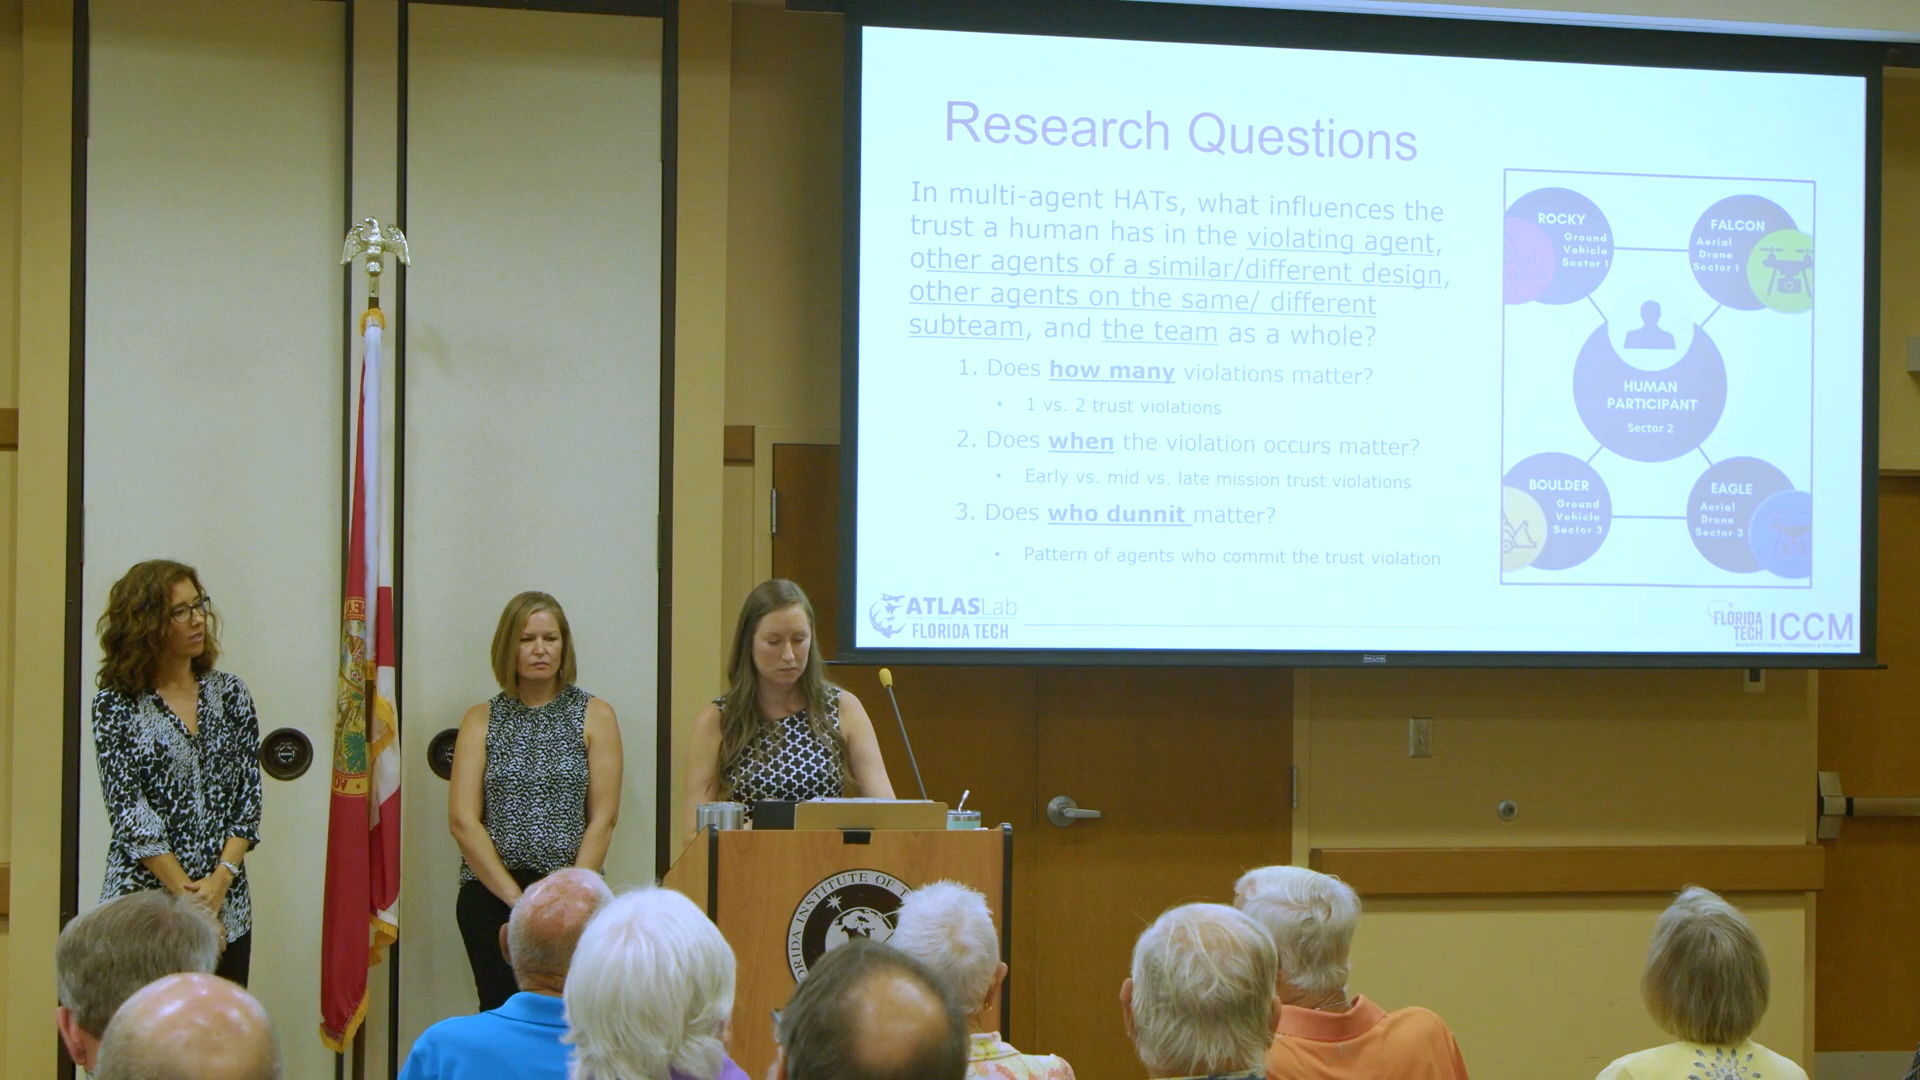 Research Questions
In multi-agent HATs, what influences the
trust a human has in the violating agent,
other agents of a similar/different design,
other agents on the same/ different
subteam, and the team as a whole?
1. Does how many violations matter?
• 1 vs. 2 trust violations
2. Does when the violation occurs matter?
• Early vs. mid vs. late mission trust violations
3. Does who dunnit matter?
• Pattern of agents who commit the trust violation
ROCKY
Ground
Vehicle
Sector 1
FALCON
Aerial
Drone
Sector 1
HUMAN
PARTICIPANT
Sector 2
BOULDER
Ground
Vehicle
Sector 3
EAGLE
Aerial
Drone
Sector 3
ATLASLab
FLORIDA TECH
FLORIDA
TECH
ICCM
INSTITUTE OF